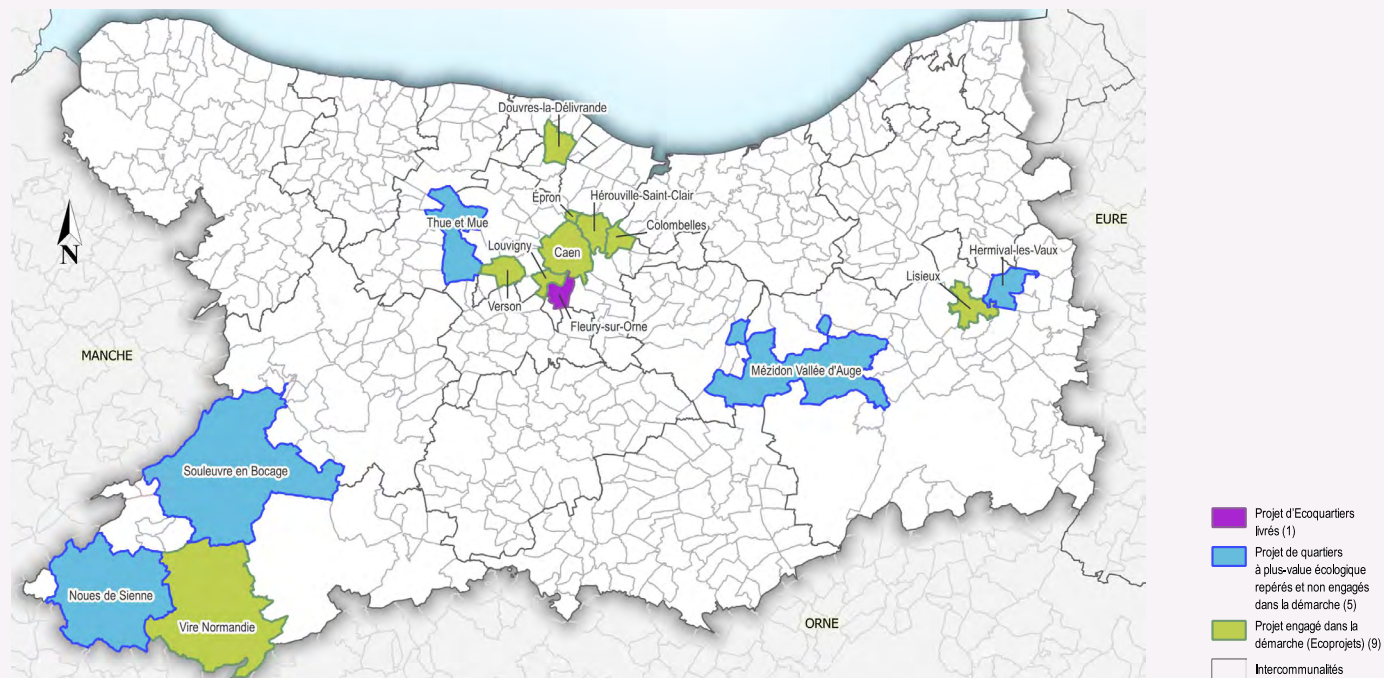 Douvres-la-Délivrande
Épron
Hérouville-Saint-Clair
Thue et Mue
Colombelles
EURE
Louvigny
Caen
Hermival-les-Vaux
N
Lisieux
Verson
Fleury-sur-Orne
MANCHE
Mézidon Vallée d'Auge
Souleuvre en Bocage
Noues de Sienne
Vire Normandie
ORNE
Projet d'Ecoquartiers
livrés (1)
Projet de quartiers
à plus-value écologique
repérés et non engagés
dans la démarche (5)
Projet engagé dans la
démarche (Ecoprojets) (9)
Intercommunalités